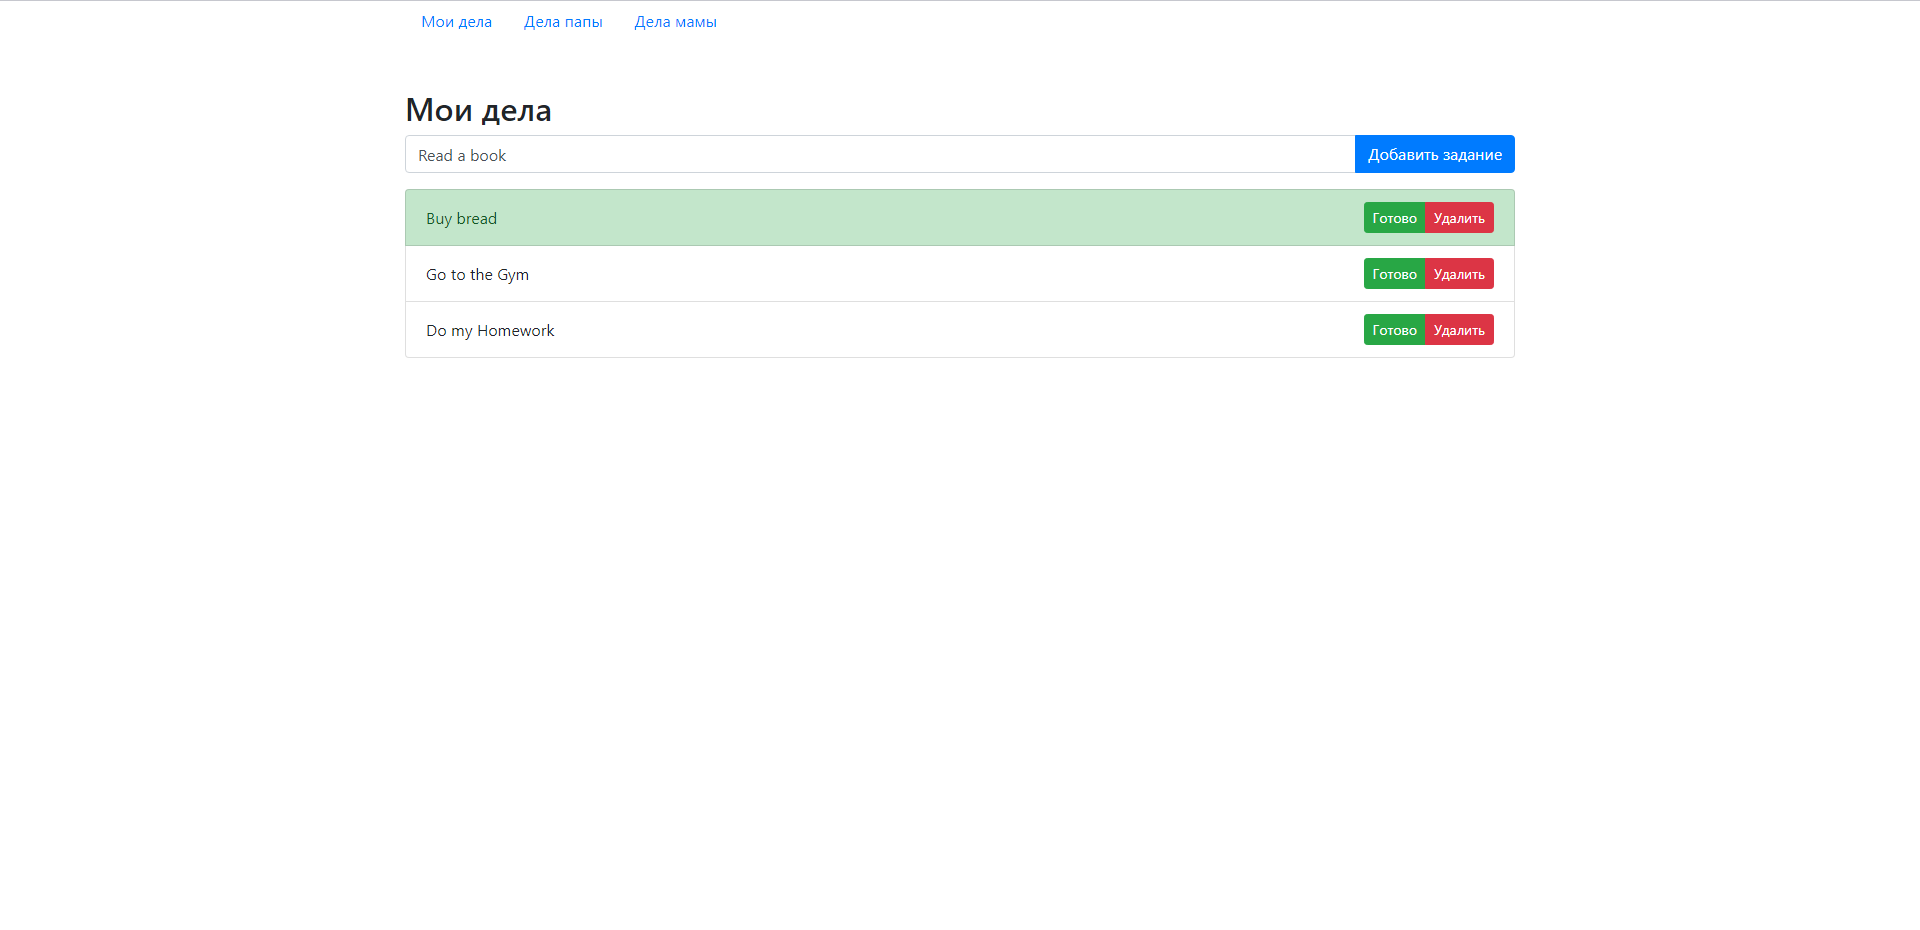 Мои дела Дела папы Дела мамы
Мои дела
Read a book Добавить задание
Buy bread Готово Удалить
Go to the Gym Готово Удалить
Do my Homework Готово Удалить